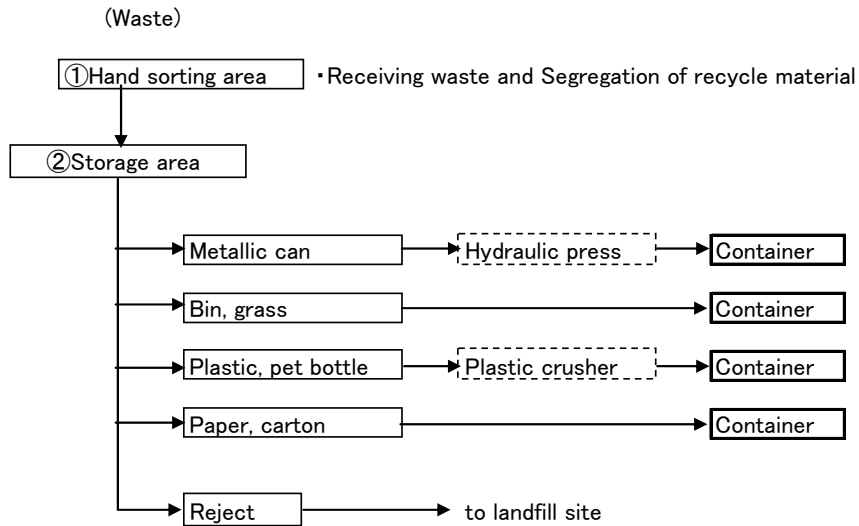 (Waste)
①Hand sorting area ・Receiving waste and Segregation of recycle material
②Storage area
Metallic can Hydraulic press Container
Bin, grass Container
Plastic, pet bottle Plastic crusher Container
Paper, carton Container
Reject to landfill site